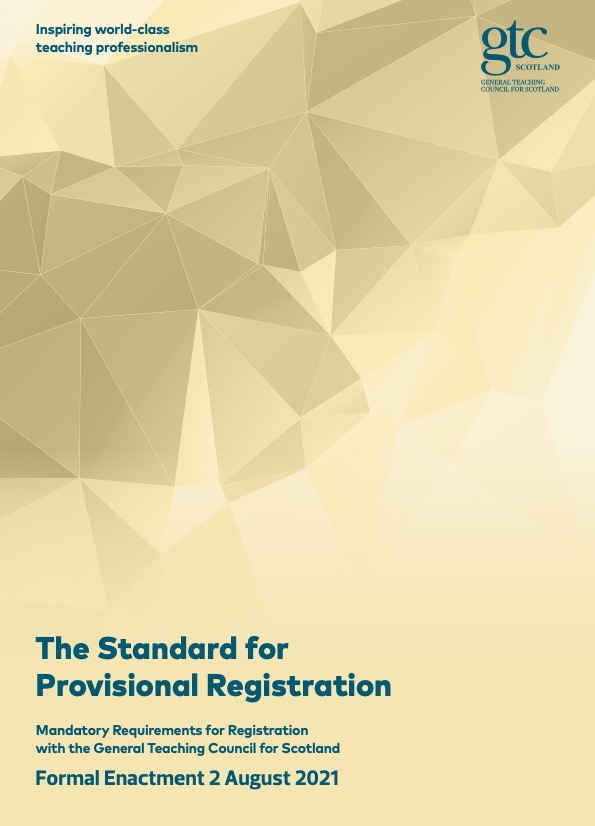 Inspiring world-class
teaching professionalism
gtc
SCOTLAND
GENERAL TEACHING
COUNCIL FOR SCOTLAND
The Standard for
Provisional Registration
Mandatory Requirements for Registration
with the General Teaching Council for Scotland
Formal Enactment 2 August 2021